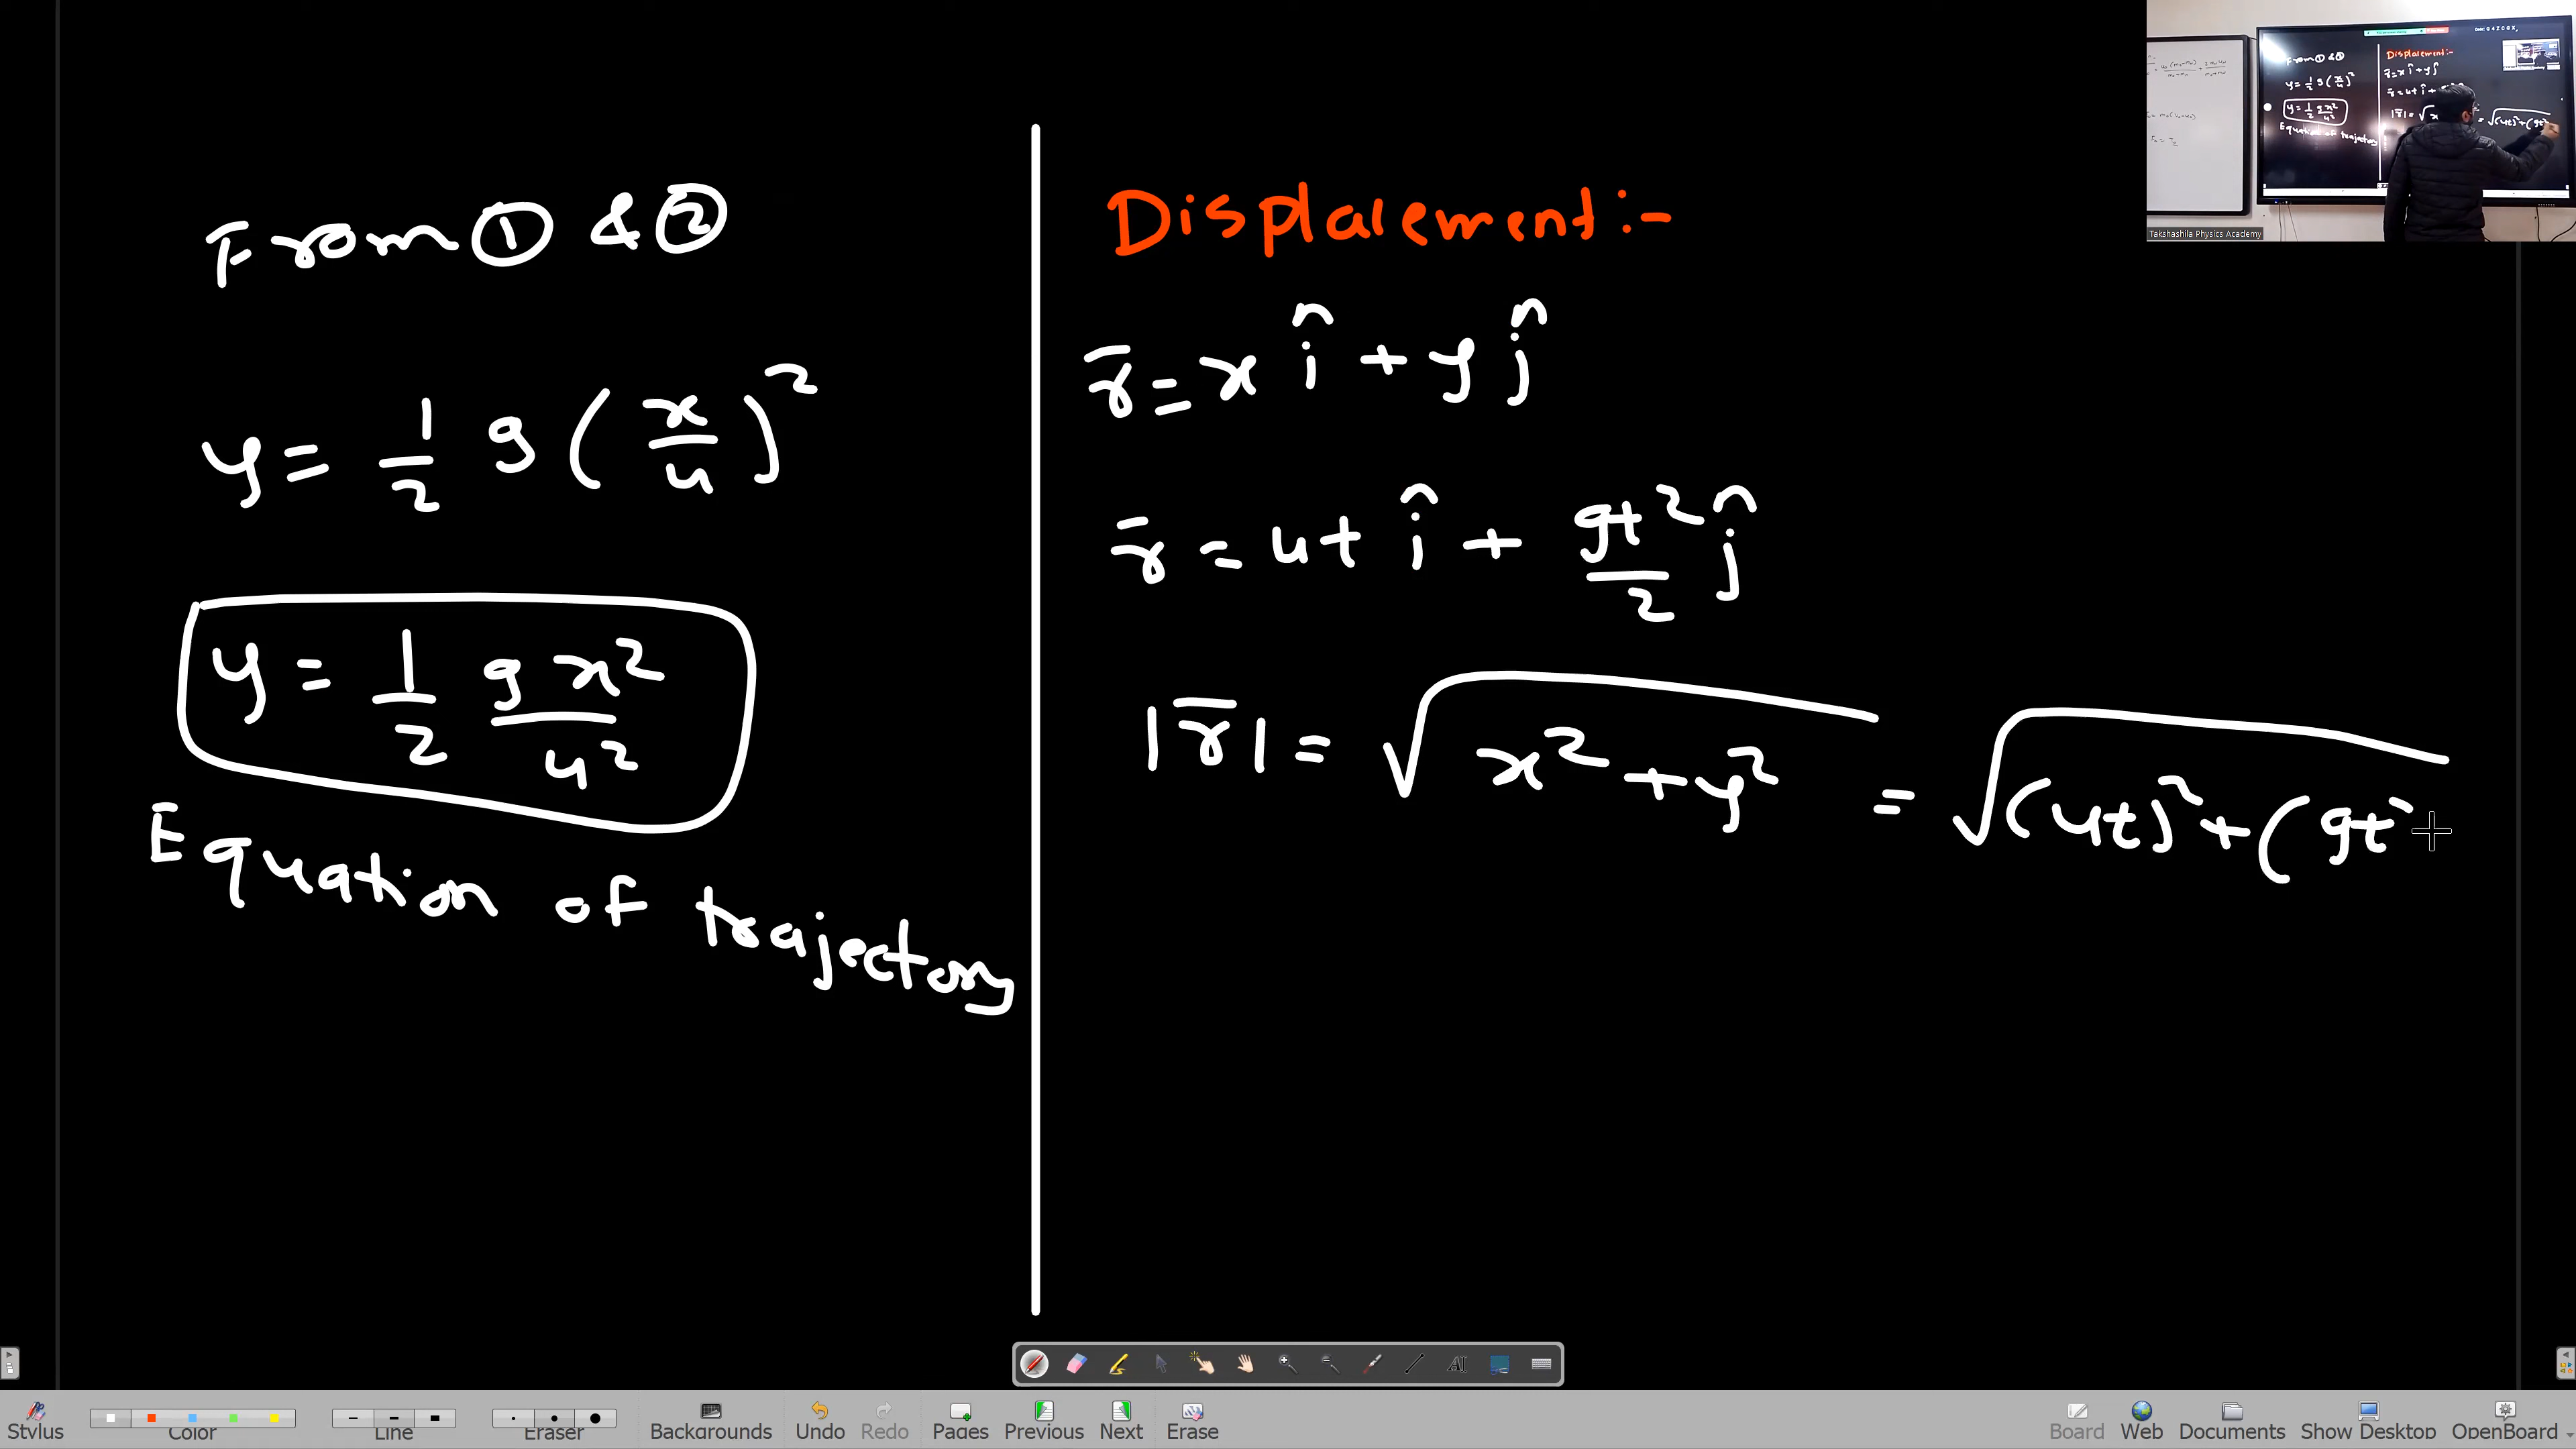 From ① & ②
y = 1/2 g (x/u)²
y = 1/2 gx²/u²
Equation of trajectory
Displalement :-
r̄ = x î + y ĵ
r̄ = ut î + gt²/2 ĵ
|r̄| = √(x² + y²) = √((ut)² + (gt²
Takshashila Physics Academy
Stylus
Color
Line
Eraser
Backgrounds
Undo
Redo
Pages
Previous
Next
Erase
Board
Web
Documents
Show Desktop
OpenBoard